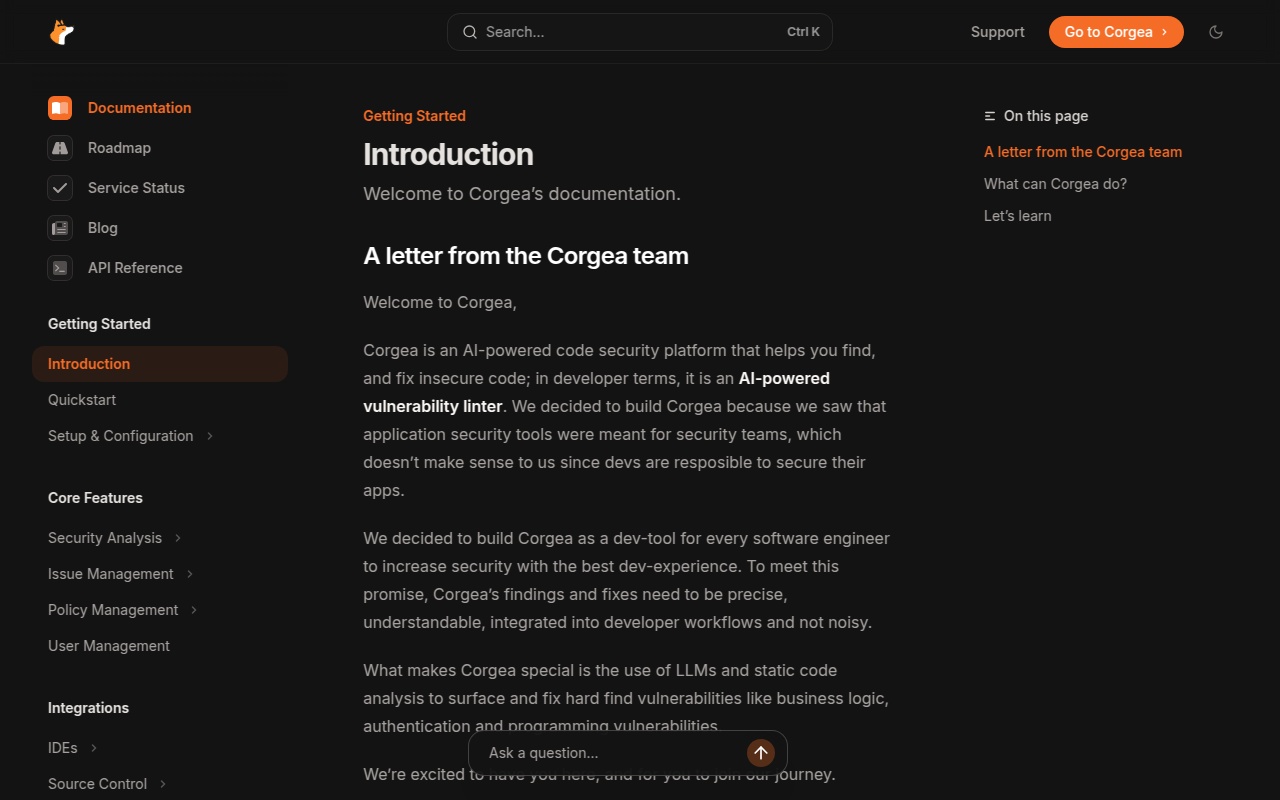 Search...
Ctrl K
Support
Go to Corgea
Documentation
Roadmap
Service Status
Blog
API Reference
Getting Started
Introduction
Quickstart
Setup & Configuration
Core Features
Security Analysis
Issue Management
Policy Management
User Management
Integrations
IDEs
Source Control
Getting Started
Introduction
Welcome to Corgea’s documentation.
A letter from the Corgea team
Welcome to Corgea,
Corgea is an AI-powered code security platform that helps you find,
and fix insecure code; in developer terms, it is an AI-powered
vulnerability linter. We decided to build Corgea because we saw that
application security tools were meant for security teams, which
doesn’t make sense to us since devs are resposible to secure their
apps.
We decided to build Corgea as a dev-tool for every software engineer
to increase security with the best dev-experience. To meet this
promise, Corgea’s findings and fixes need to be precise,
understandable, integrated into developer workflows and not noisy.
What makes Corgea special is the use of LLMs and static code
analysis to surface and fix hard find vulnerabilities like business logic,
authentication and programming vulnerabilities.
Ask a question...
We’re excited to have you here, and for you to join our journey.
On this page
A letter from the Corgea team
What can Corgea do?
Let’s learn